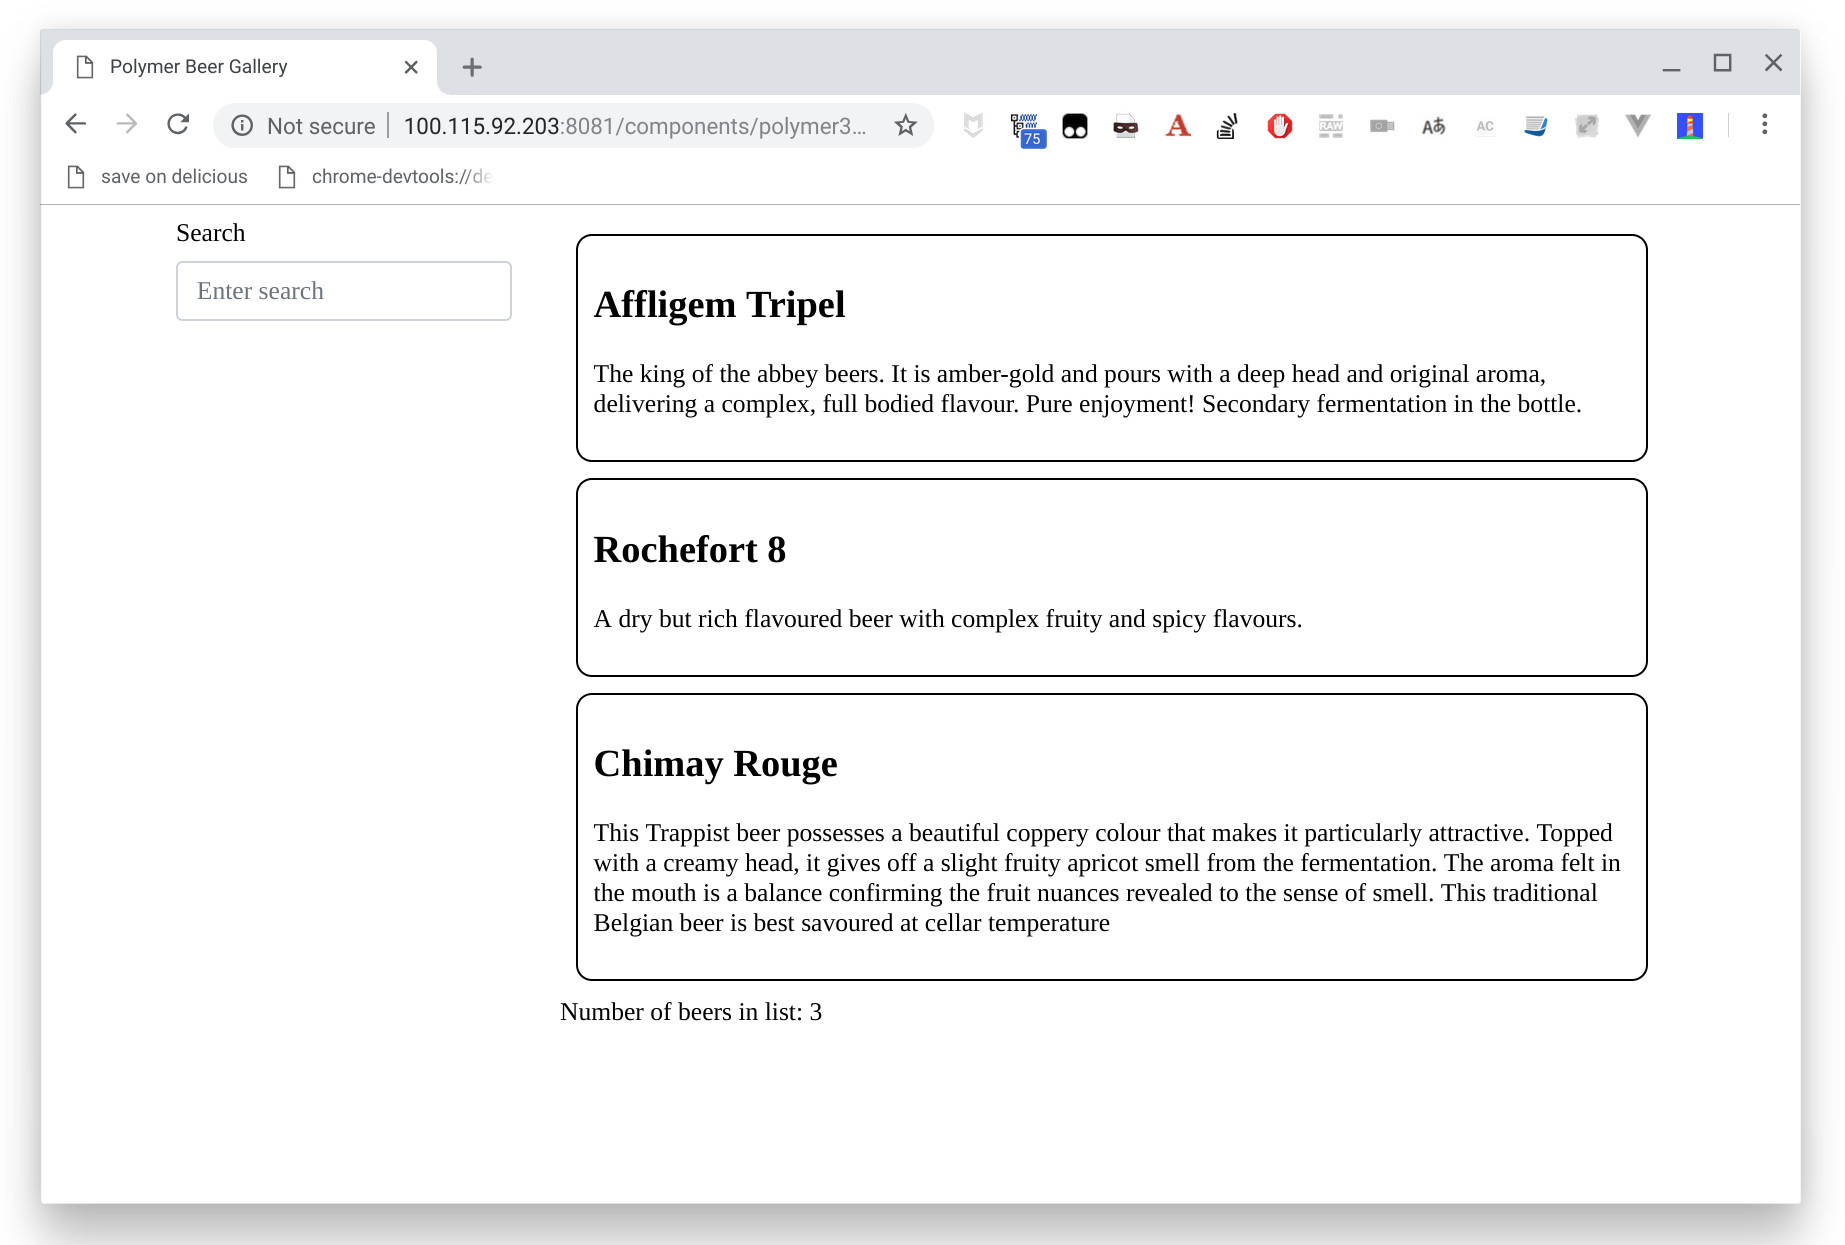 Polymer Beer Gallery
Not secure
100.115.92.203:8081/components/polymer3...
75
A
RAW
Aあ
AC
save on delicious
chrome-devtools://de
Search
Enter search
Affligem Tripel
The king of the abbey beers. It is amber-gold and pours with a deep head and original aroma,
delivering a complex, full bodied flavour. Pure enjoyment! Secondary fermentation in the bottle.
Rochefort 8
A dry but rich flavoured beer with complex fruity and spicy flavours.
Chimay Rouge
This Trappist beer possesses a beautiful coppery colour that makes it particularly attractive. Topped
with a creamy head, it gives off a slight fruity apricot smell from the fermentation. The aroma felt in
the mouth is a balance confirming the fruit nuances revealed to the sense of smell. This traditional
Belgian beer is best savoured at cellar temperature
Number of beers in list: 3